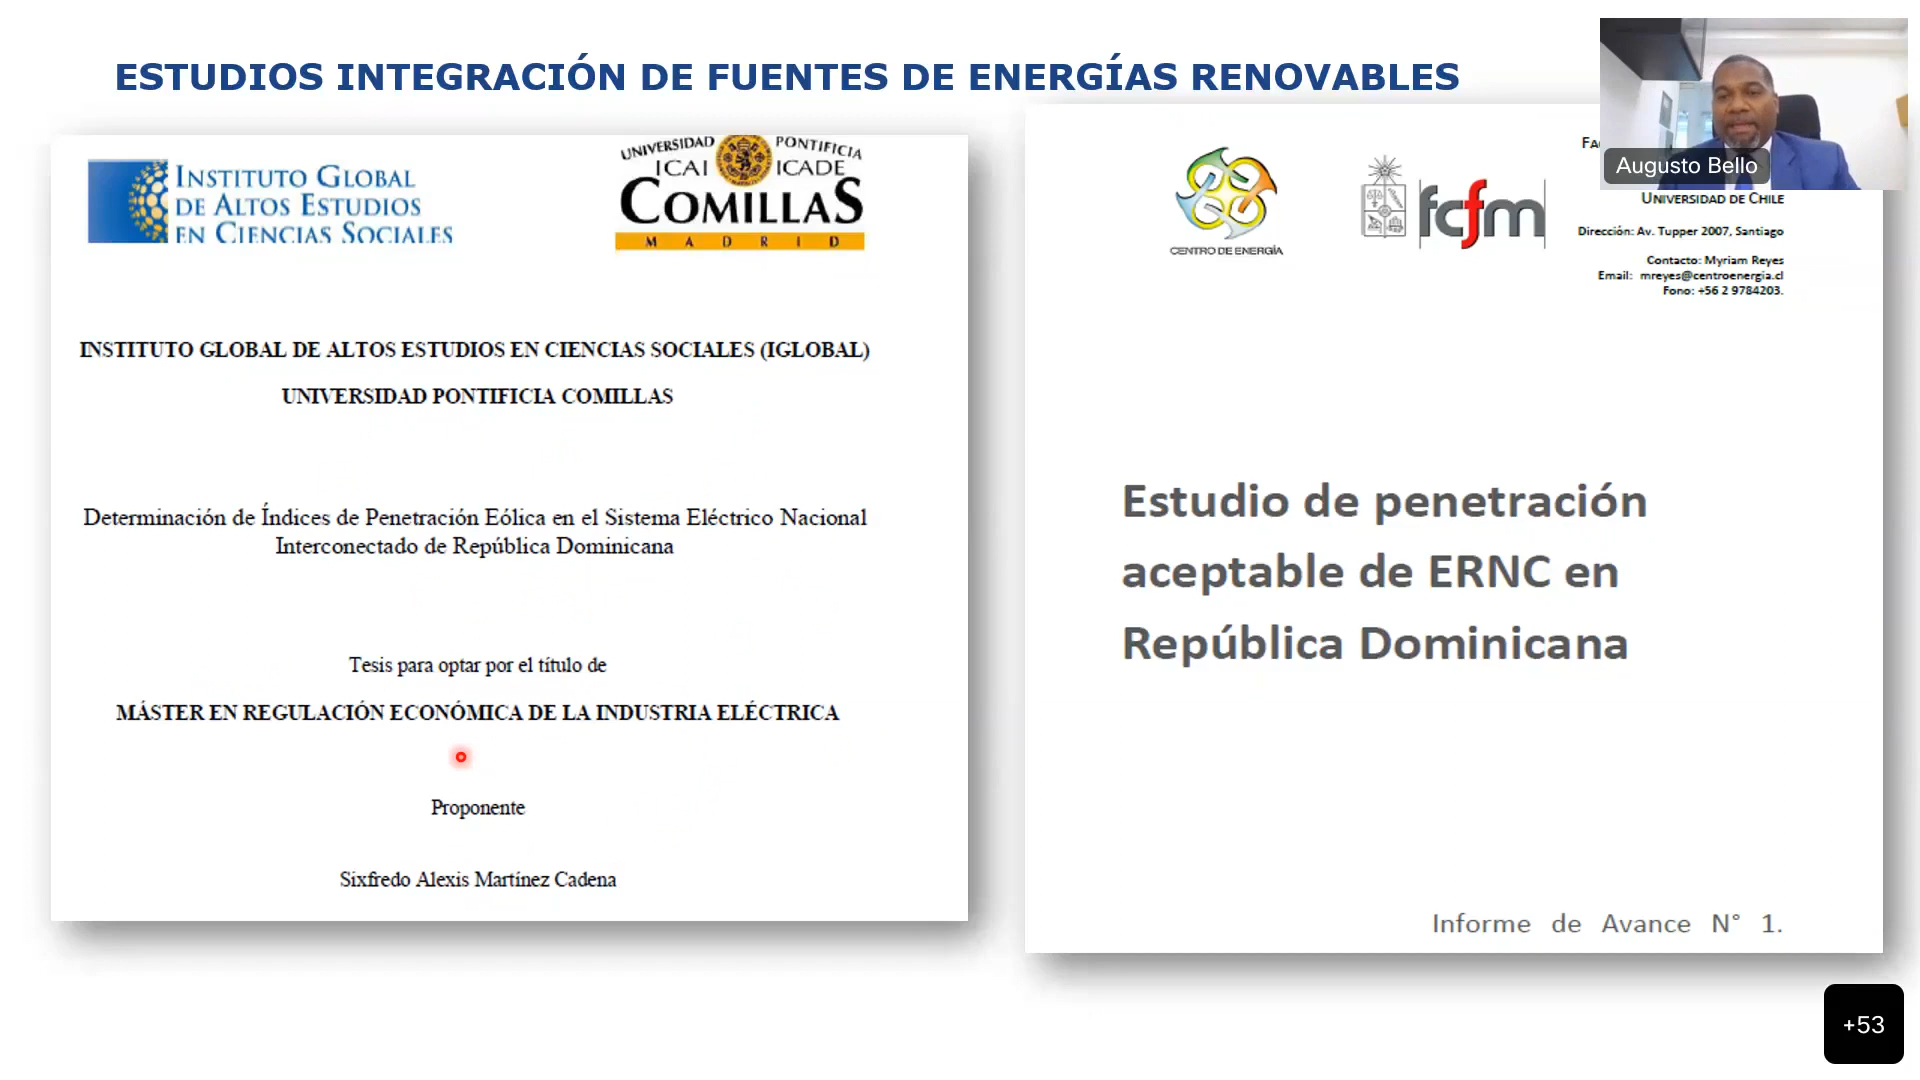 ESTUDIOS INTEGRACIÓN DE FUENTES DE ENERGÍAS RENOVABLES
INSTITUTO GLOBAL
DE ALTOS ESTUDIOS
EN CIENCIAS SOCIALES
UNIVERSIDAD PONTIFICIA
ICAI ICADE
COMILLAS
MADRID
INSTITUTO GLOBAL DE ALTOS ESTUDIOS EN CIENCIAS SOCIALES (IGLOBAL)
UNIVERSIDAD PONTIFICIA COMILLAS
Determinación de Índices de Penetración Eólica en el Sistema Eléctrico Nacional
Interconectado de República Dominicana
Tesis para optar por el título de
MÁSTER EN REGULACIÓN ECONÓMICA DE LA INDUSTRIA ELÉCTRICA
Proponente
Sixfredo Alexis Martínez Cadena
CENTRO DE ENERGÍA
fcfm
UNIVERSIDAD DE CHILE
Dirección: Av. Tupper 2007, Santiago
Contacto: Myriam Reyes
Email: mreyes@centroenergia.cl
Fono: +56 2 9784203.
Estudio de penetración
aceptable de ERNC en
República Dominicana
Informe de Avance N° 1.
Augusto Bello
+53